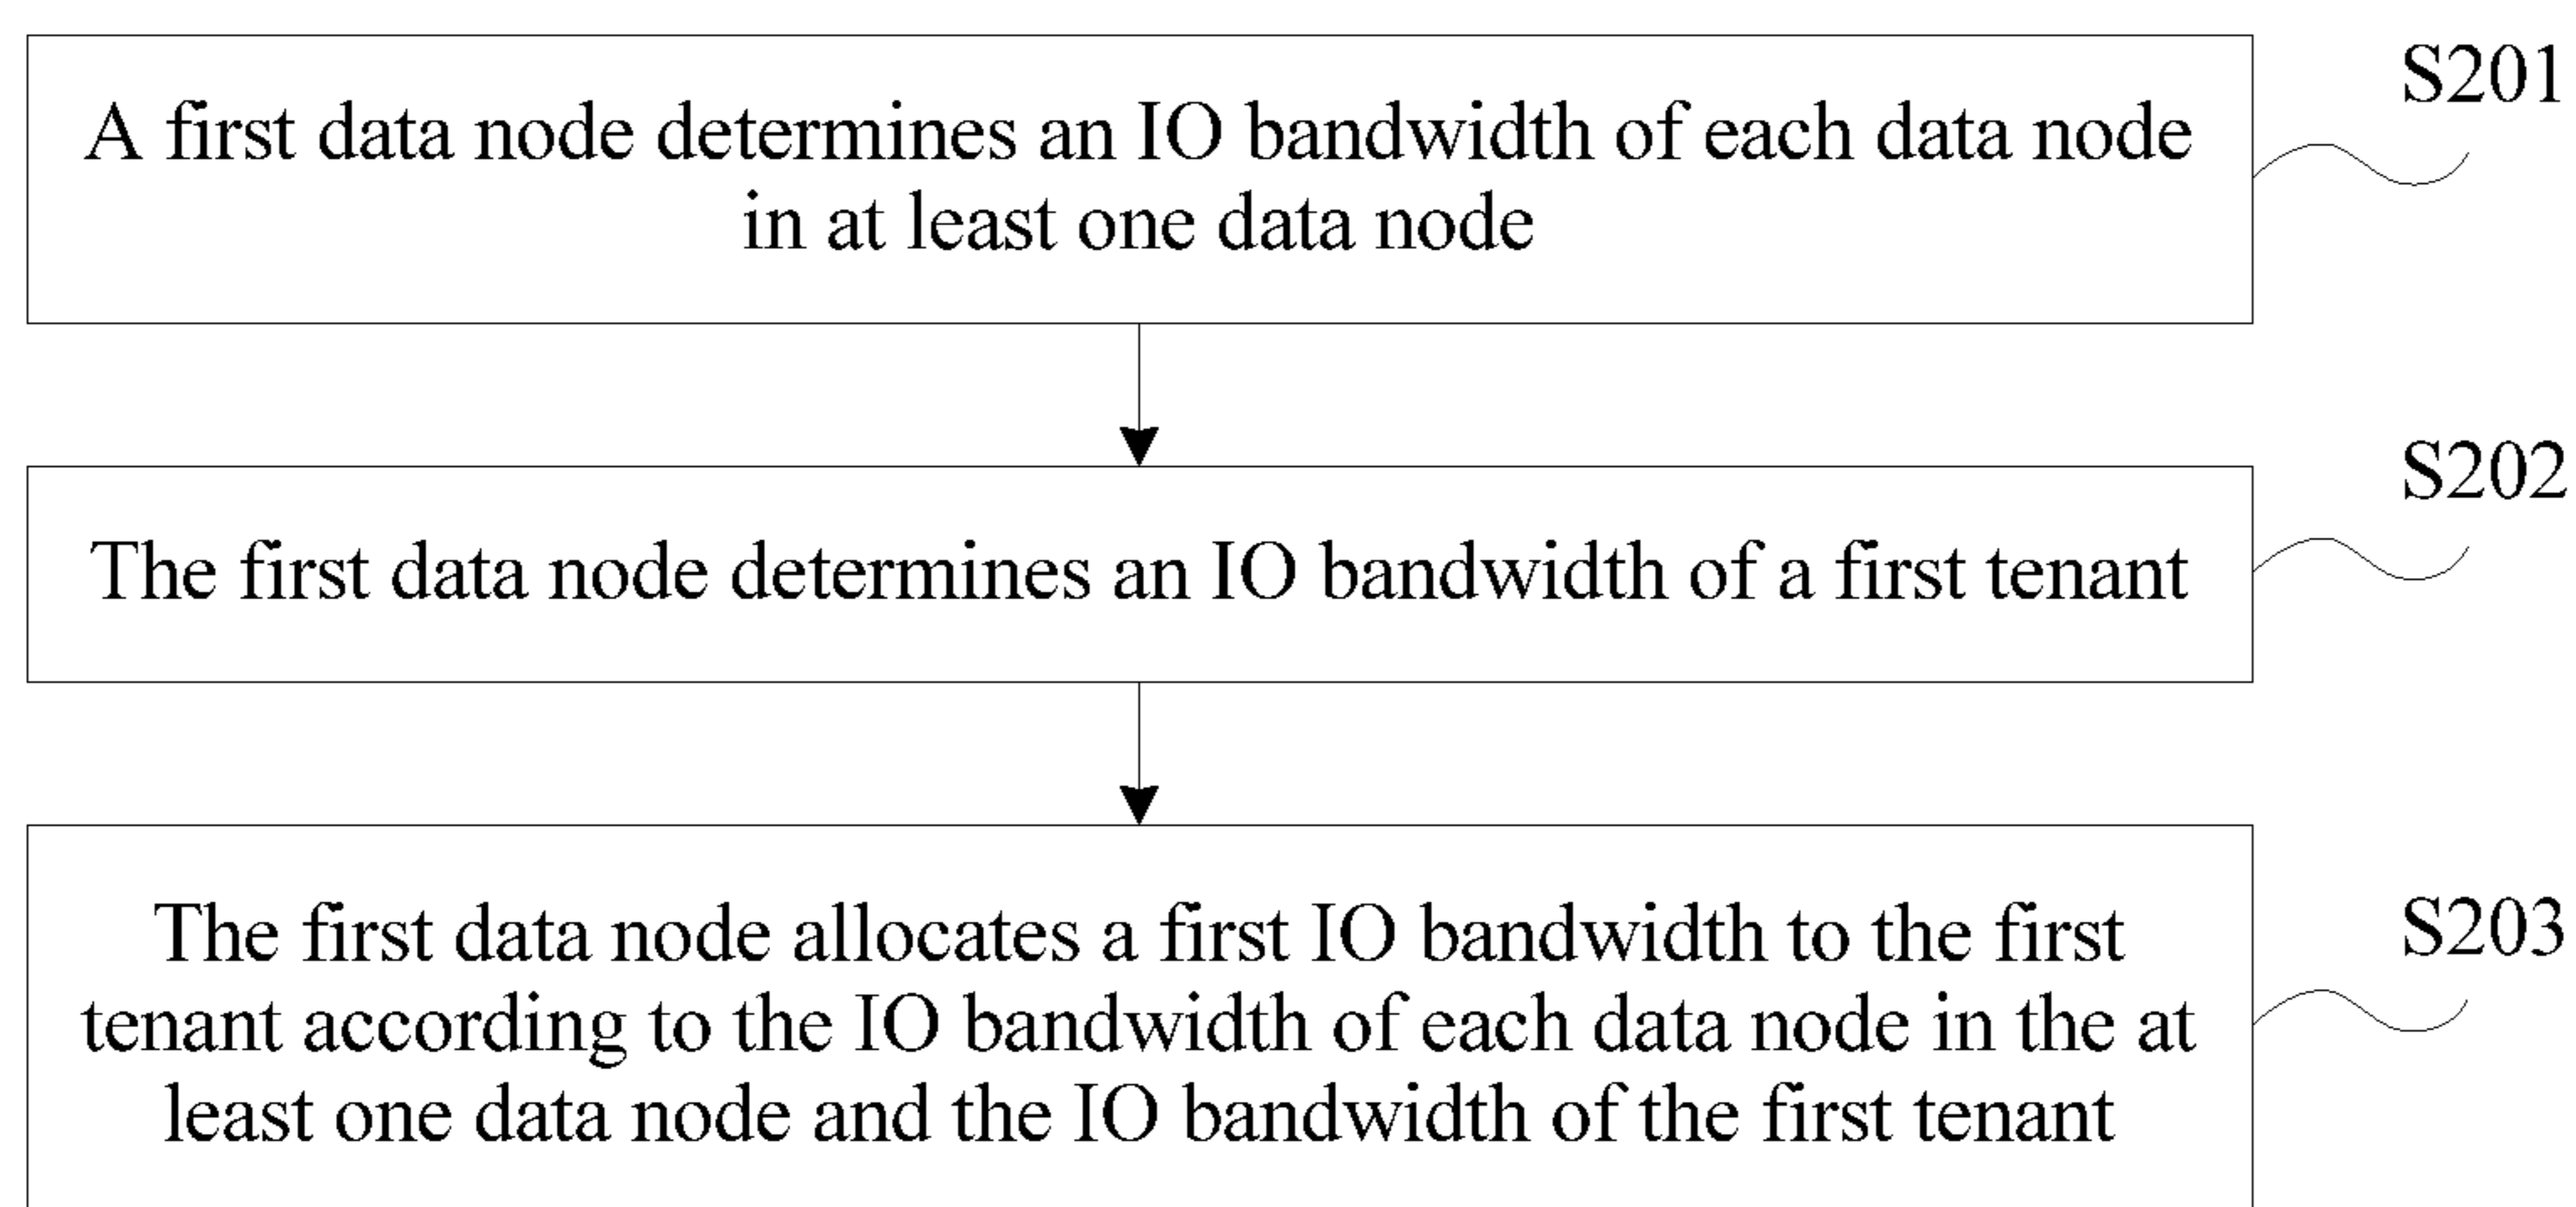 A first data node determines an IO bandwidth of each data node
in at least one data node
S201
The first data node determines an IO bandwidth of a first tenant
S202
The first data node allocates a first IO bandwidth to the first
tenant according to the IO bandwidth of each data node in the at
least one data node and the IO bandwidth of the first tenant
S203